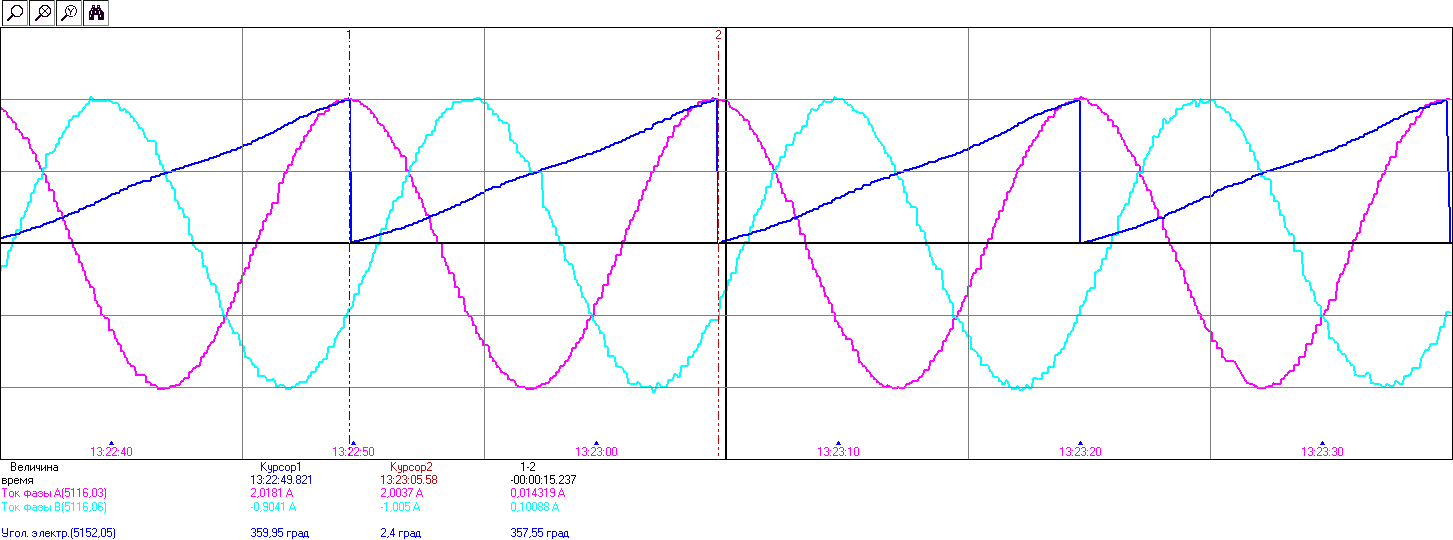 1 2
13:22:40 13:22:50 13:23:00 13:23:10 13:23:20 13:23:30
Величина Курсор1 Курсор2 1-2
время 13:22:49.821 13:23:05.58 -00:00:15.237
Ток фазы A(5116,03) 2,0181 A 2,0037 A 0,014319 A
Ток фазы B(5116,06) -0,9041 A -1,005 A 0,10088 A
Угол. электр.(5152,05) 359,95 град 2,4 град 357,55 град